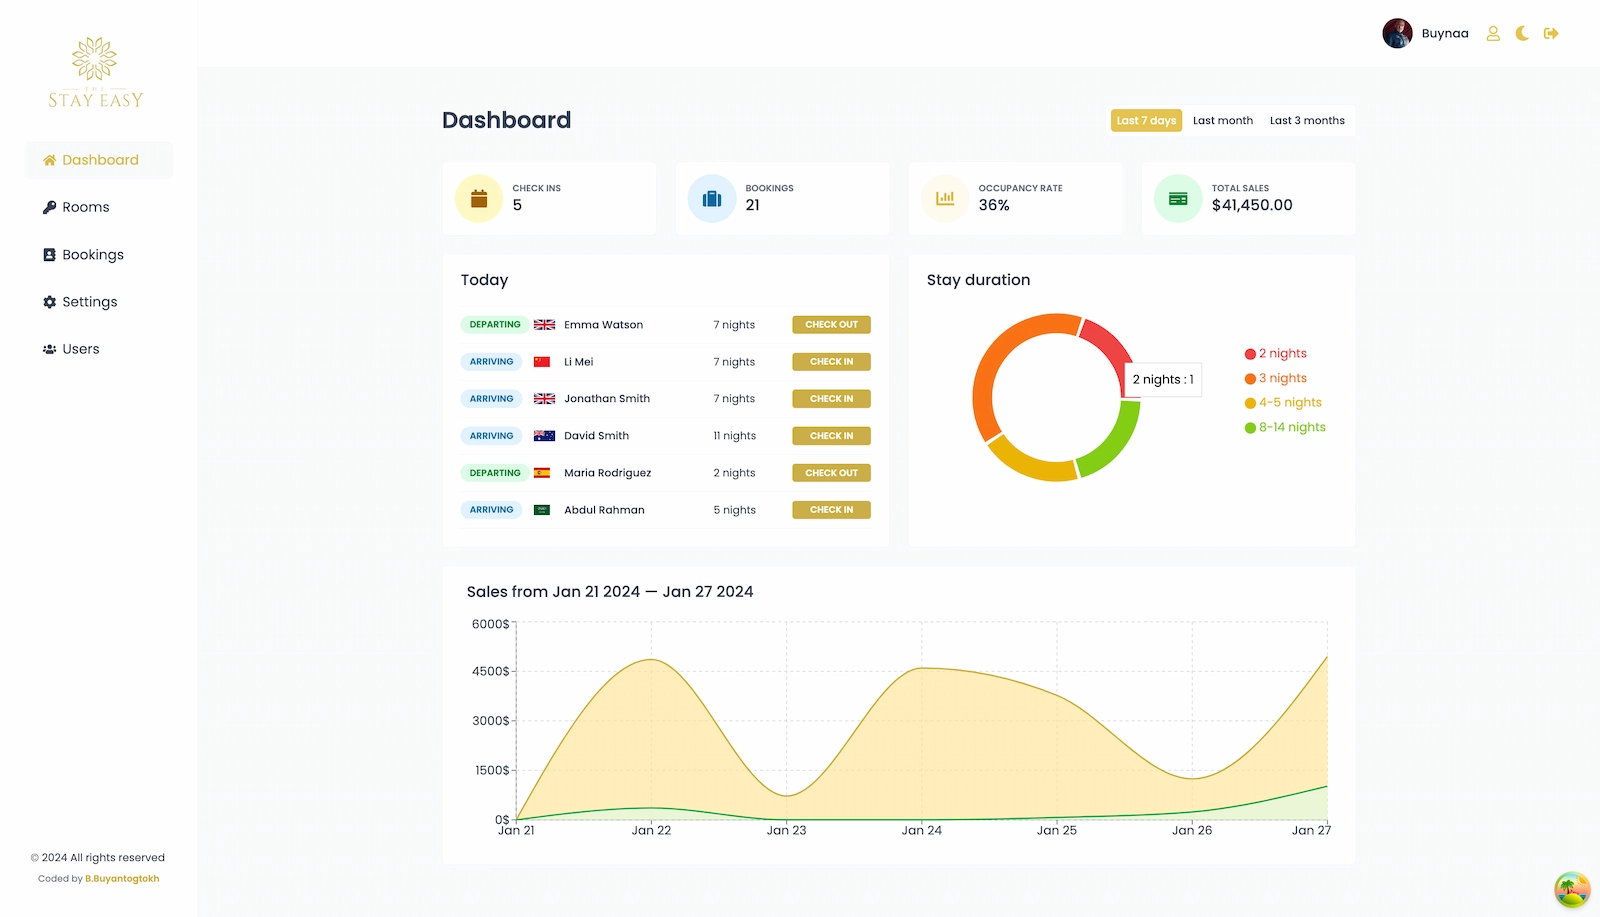 THE
STAY EASY
Dashboard
Rooms
Bookings
Settings
Users
© 2024 All rights reserved
Coded by B.Buyantogtokh
Buynaa
Dashboard
Last 7 days Last month Last 3 months
CHECK INS
5
BOOKINGS
21
OCCUPANCY RATE
36%
TOTAL SALES
$41,450.00
Today
DEPARTING Emma Watson 7 nights CHECK OUT
ARRIVING Li Mei 7 nights CHECK IN
ARRIVING Jonathan Smith 7 nights CHECK IN
ARRIVING David Smith 11 nights CHECK IN
DEPARTING Maria Rodriguez 2 nights CHECK OUT
ARRIVING Abdul Rahman 5 nights CHECK IN
Stay duration
2 nights : 1
2 nights
3 nights
4-5 nights
8-14 nights
Sales from Jan 21 2024 — Jan 27 2024
6000$
4500$
3000$
1500$
0$
Jan 21 Jan 22 Jan 23 Jan 24 Jan 25 Jan 26 Jan 27